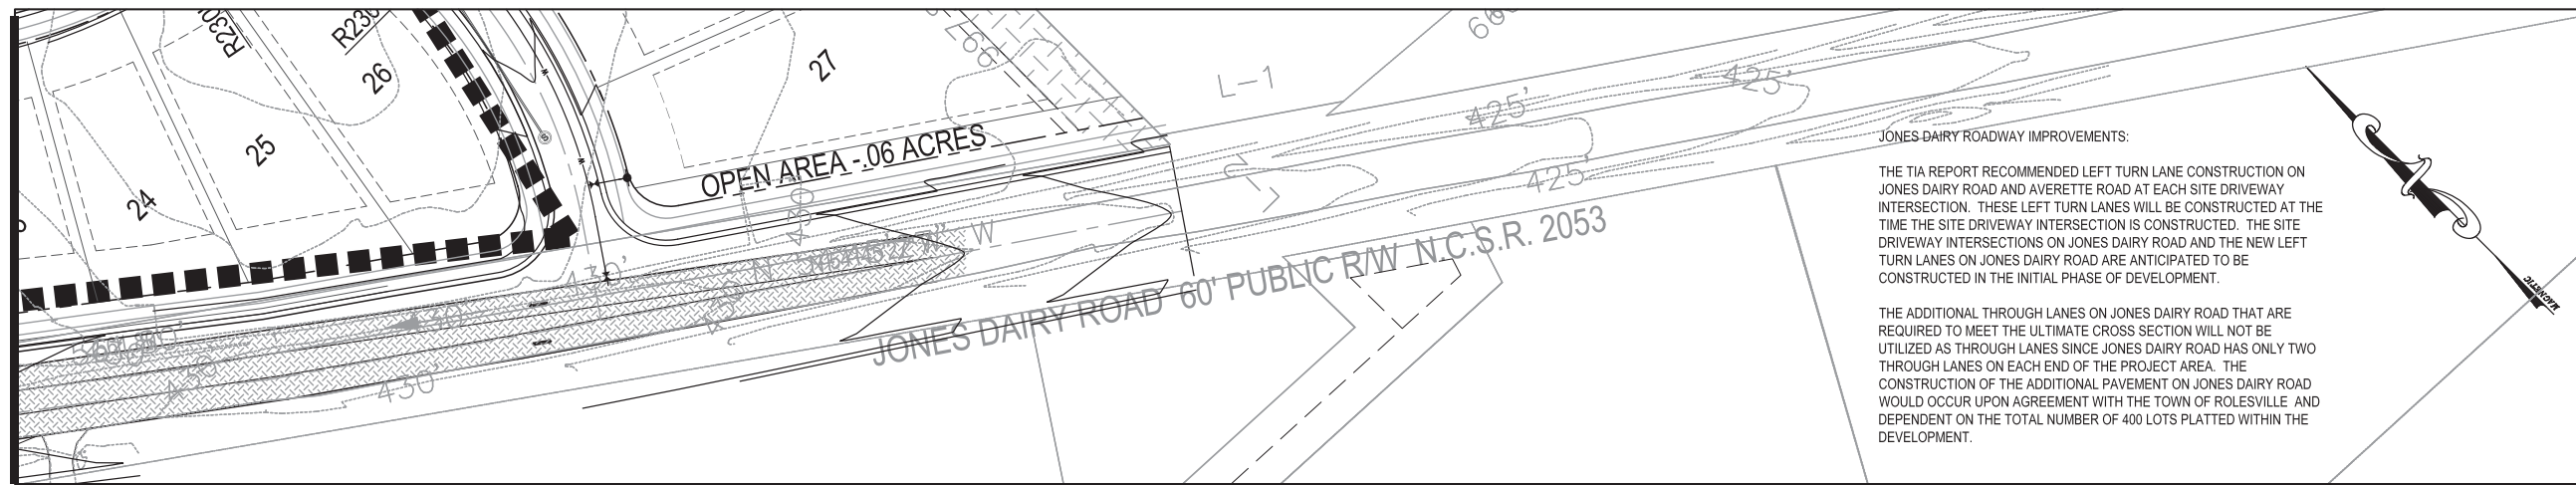 R230
R230
26
27
25
24
660
L-1
L-1
425'
425'
425'
OPEN AREA -.06 ACRES
430'
430'
430'
430'
430'
430'
W
JONES DAIRY ROAD 60' PUBLIC R/W N.C.S.R. 2053
JONES DAIRY ROADWAY IMPROVEMENTS:
THE TIA REPORT RECOMMENDED LEFT TURN LANE CONSTRUCTION ON
JONES DAIRY ROAD AND AVERETTE ROAD AT EACH SITE DRIVEWAY
INTERSECTION. THESE LEFT TURN LANES WILL BE CONSTRUCTED AT THE
TIME THE SITE DRIVEWAY INTERSECTION IS CONSTRUCTED. THE SITE
DRIVEWAY INTERSECTIONS ON JONES DAIRY ROAD AND THE NEW LEFT
TURN LANES ON JONES DAIRY ROAD ARE ANTICIPATED TO BE
CONSTRUCTED IN THE INITIAL PHASE OF DEVELOPMENT.
THE ADDITIONAL THROUGH LANES ON JONES DAIRY ROAD THAT ARE
REQUIRED TO MEET THE ULTIMATE CROSS SECTION WILL NOT BE
UTILIZED AS THROUGH LANES SINCE JONES DAIRY ROAD HAS ONLY TWO
THROUGH LANES ON EACH END OF THE PROJECT AREA. THE
CONSTRUCTION OF THE ADDITIONAL PAVEMENT ON JONES DAIRY ROAD
WOULD OCCUR UPON AGREEMENT WITH THE TOWN OF ROLESVILLE AND
DEPENDENT ON THE TOTAL NUMBER OF 400 LOTS PLATTED WITHIN THE
DEVELOPMENT.
MAGNETIC